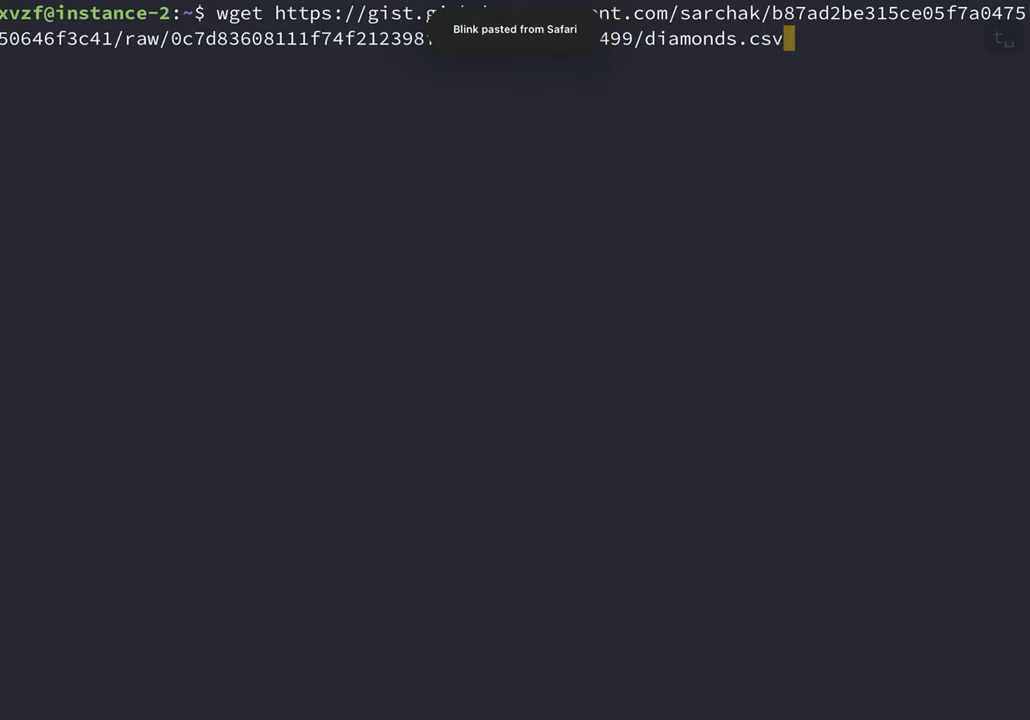 xvzf@instance-2:~$ wget https://gist.gi nt.com/sarchak/b87ad2be315ce05f7a0475
50646f3c41/raw/0c7d83608111f74f212398 499/diamonds.csv
Blink pasted from Safari